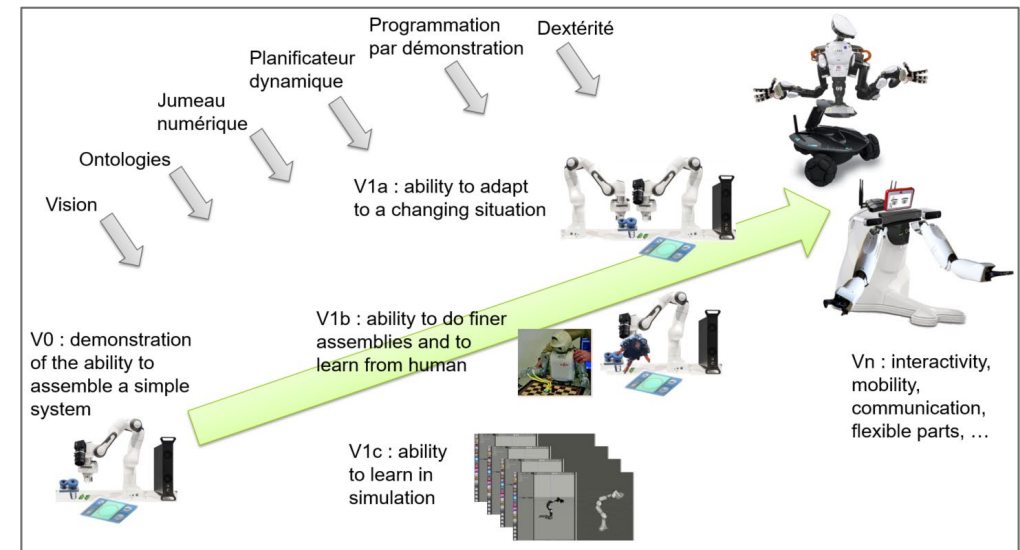 Programmation
par démonstration
Dextérité
Planificateur
dynamique
Jumeau
numérique
Ontologies
Vision
V1a : ability to adapt
to a changing situation
V1b : ability to do finer
assemblies and to
learn from human
V0 : demonstration
of the ability to
assemble a simple
system
Vn : interactivity,
mobility,
communication,
flexible parts, …
V1c : ability
to learn in
simulation